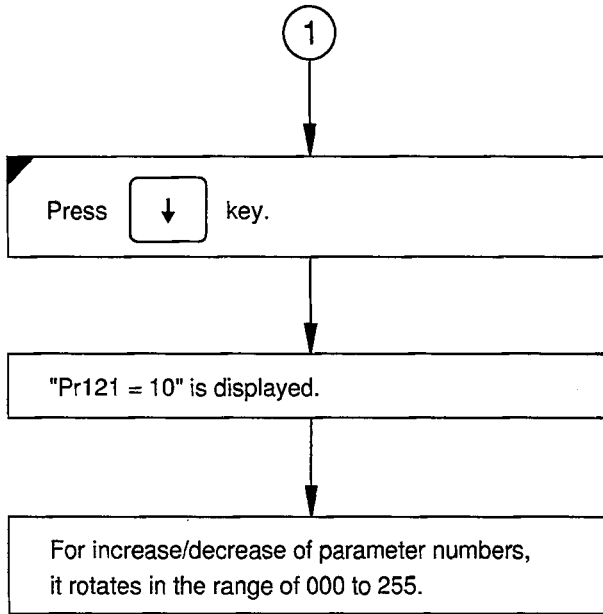 1
Press ↓ key.
"Pr121 = 10" is displayed.
For increase/decrease of parameter numbers,
it rotates in the range of 000 to 255.